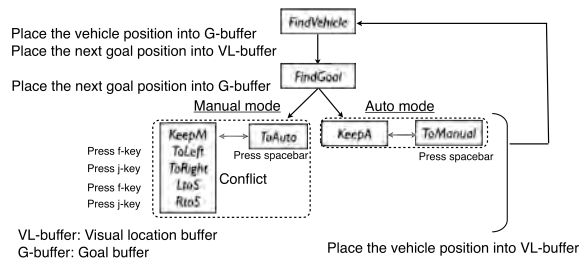 FindVehicle
Place the vehicle position into G-buffer
Place the next goal position into VL-buffer
FindGoal
Place the next goal position into G-buffer
Manual mode
Auto mode
KeepM
ToLeft
ToRight
LtoS
RtoS
ToAuto
KeepA
ToManual
Press f-key
Press j-key
Press f-key
Press j-key
Press spacebar
Press spacebar
Conflict
VL-buffer: Visual location buffer
G-buffer: Goal buffer
Place the vehicle position into VL-buffer